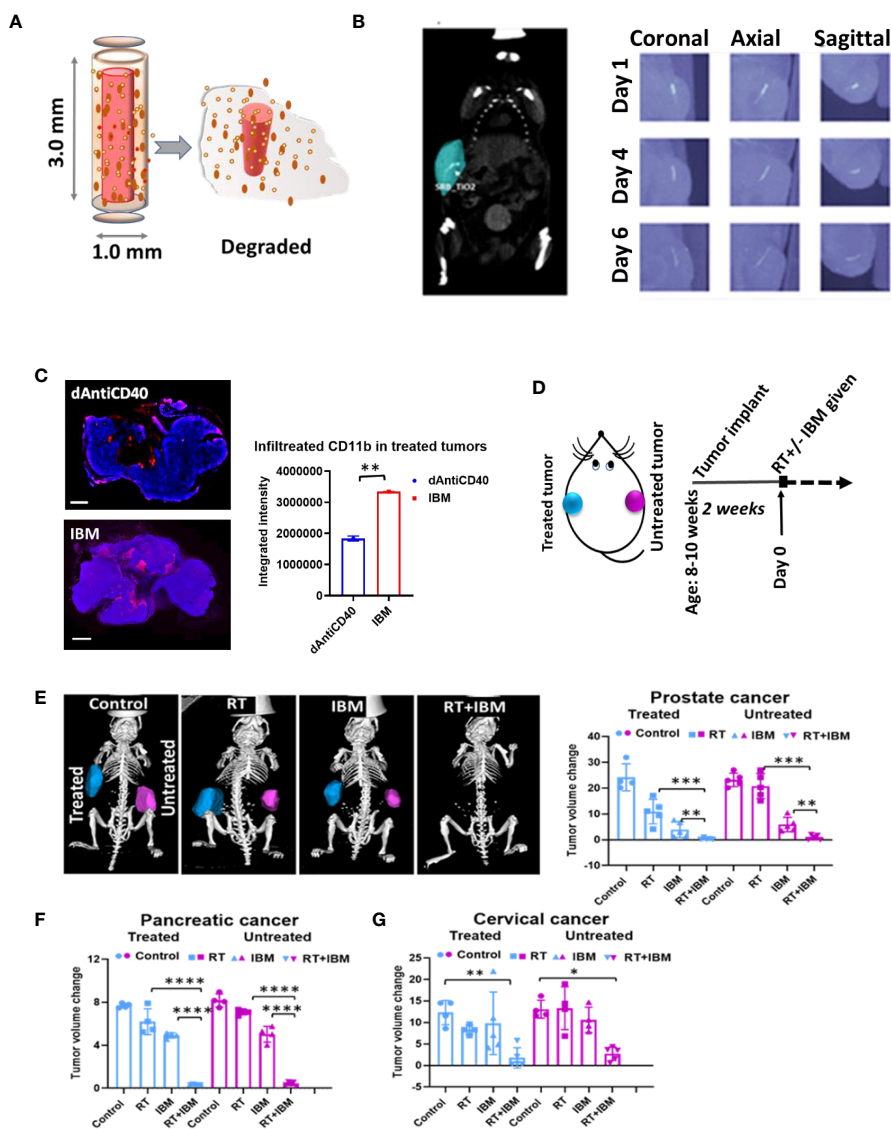 A
3.0 mm
1.0 mm
Degraded
B
SRB_TiO2
Coronal Axial Sagittal
Day 1
Day 4
Day 6
C
dAntiCD40
IBM
Infiltreated CD11b in treated tumors
**
dAntiCD40
IBM
Integrated intensity
4000000
3000000
2000000
1000000
0
dAntiCD40
IBM
D
Treated tumor
Untreated tumor
Age: 8-10 weeks
Tumor implant
2 weeks
RT+/- IBM given
Day 0
E
Control
RT
IBM
RT+IBM
Treated
Untreated
Prostate cancer
Treated Untreated
Control RT IBM RT+IBM
Tumor volume change
40
30
20
10
0
-10
*** ***
** **
Control RT IBM RT+IBM Control RT IBM RT+IBM
F
Pancreatic cancer
Treated Untreated
Control RT IBM RT+IBM
Tumor volume change
12
8
4
0
**** ****
**** ****
Control RT IBM RT+IBM Control RT IBM RT+IBM
G
Cervical cancer
Treated Untreated
Control RT IBM RT+IBM
Tumor volume change
25
20
15
10
5
0
-5
** *
Control RT IBM RT+IBM Control RT IBM RT+IBM